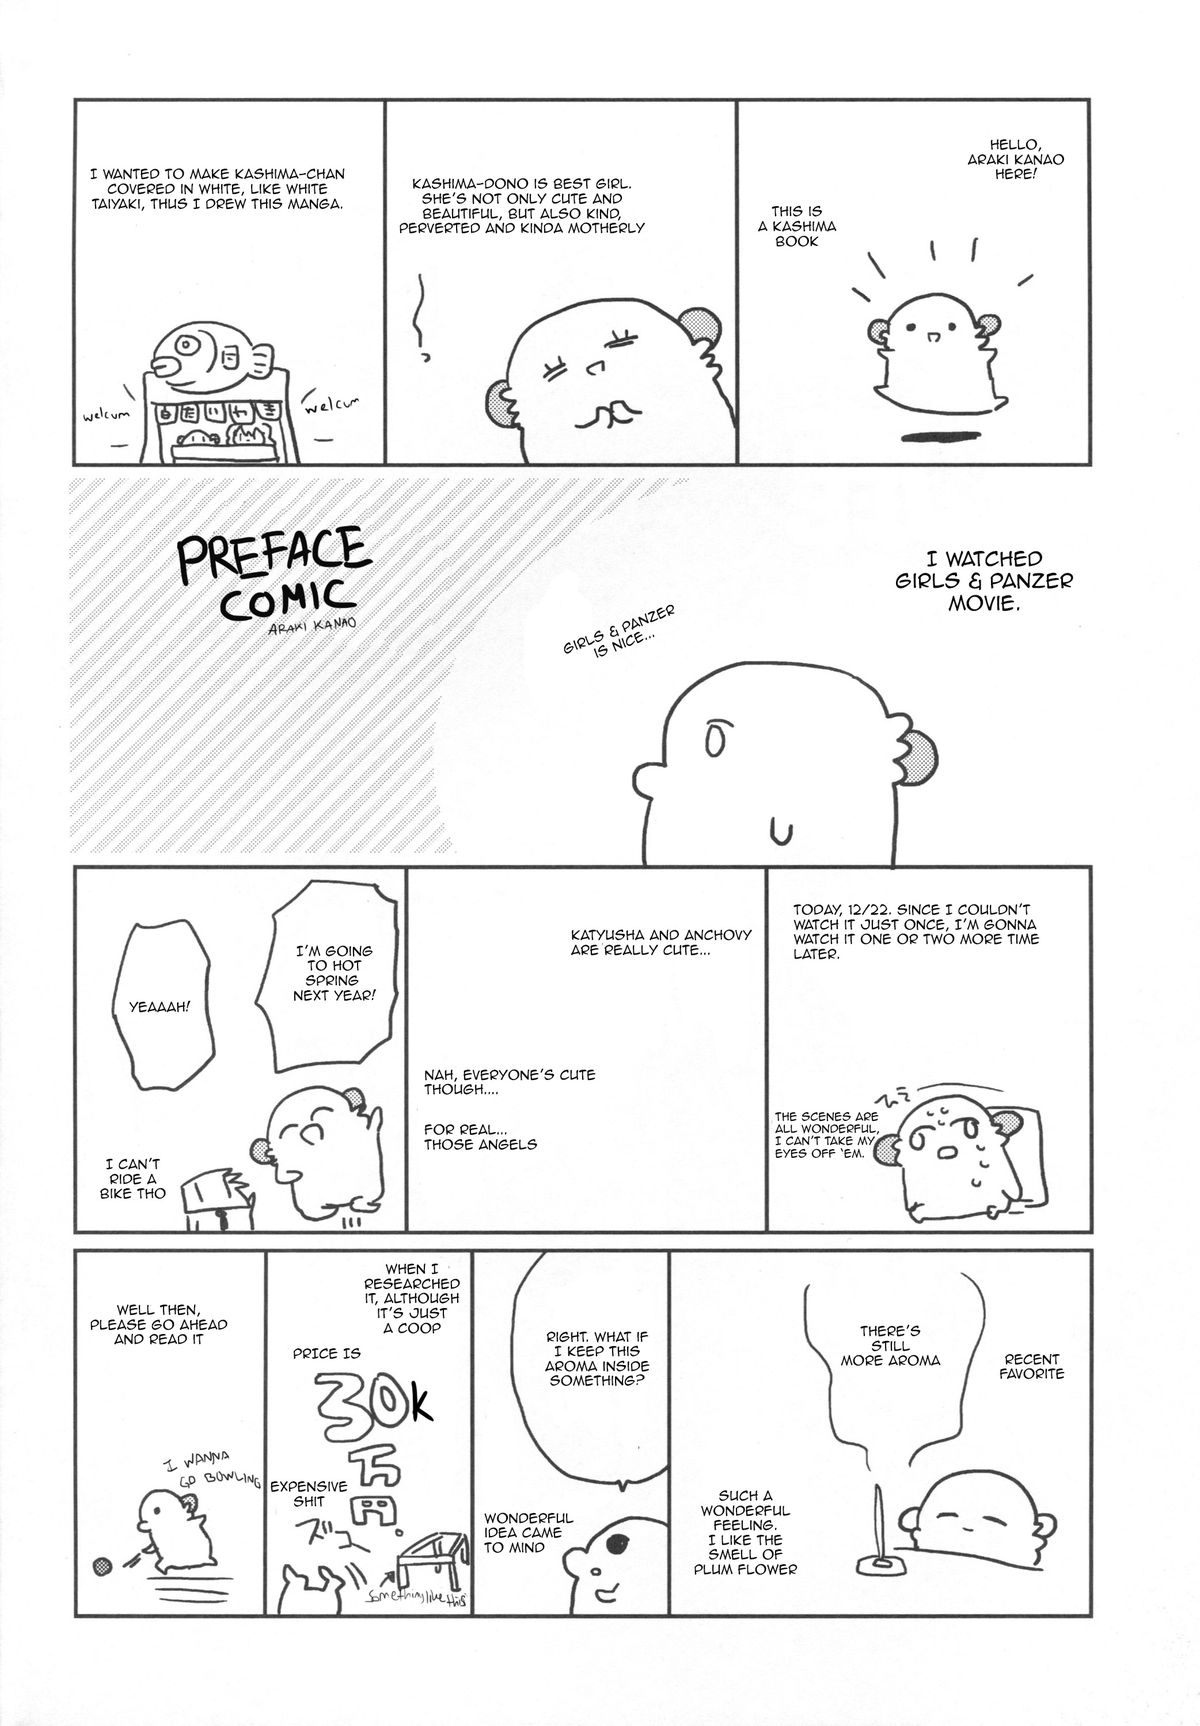 HELLO,
ARAKI KANAO
HERE!
THIS IS
A KASHIMA
BOOK
KASHIMA-DONO IS BEST GIRL.
SHE'S NOT ONLY CUTE AND
BEAUTIFUL, BUT ALSO KIND,
PERVERTED AND KINDA MOTHERLY
I WANTED TO MAKE KASHIMA-CHAN
COVERED IN WHITE, LIKE WHITE
TAIYAKI, THUS I DREW THIS MANGA.
welcum
welcum
I WATCHED
GIRLS & PANZER
MOVIE.
GIRLS & PANZER
IS NICE...
PREFACE
COMIC
ARAKI KANAO
TODAY, 12/22. SINCE I COULDN'T
WATCH IT JUST ONCE, I'M GONNA
WATCH IT ONE OR TWO MORE TIME
LATER.
THE SCENES ARE
ALL WONDERFUL,
I CAN'T TAKE MY
EYES OFF 'EM.
KATYUSHA AND ANCHOVY
ARE REALLY CUTE...
NAH, EVERYONE'S CUTE
THOUGH....
FOR REAL...
THOSE ANGELS
I'M GOING
TO HOT
SPRING
NEXT YEAR!
YEAAAH!
I CAN'T
RIDE A
BIKE THO
RECENT
FAVORITE
THERE'S
STILL
MORE AROMA
SUCH A
WONDERFUL
FEELING.
I LIKE THE
SMELL OF
PLUM FLOWER
RIGHT. WHAT IF
I KEEP THIS
AROMA INSIDE
SOMETHING?
WONDERFUL
IDEA CAME
TO MIND
WHEN I
RESEARCHED
IT, ALTHOUGH
IT'S JUST
A COOP
PRICE IS
30K
万
円
EXPENSIVE
SHIT
ズッコ
Something like this
WELL THEN,
PLEASE GO AHEAD
AND READ IT
I WANNA
GO BOWLING